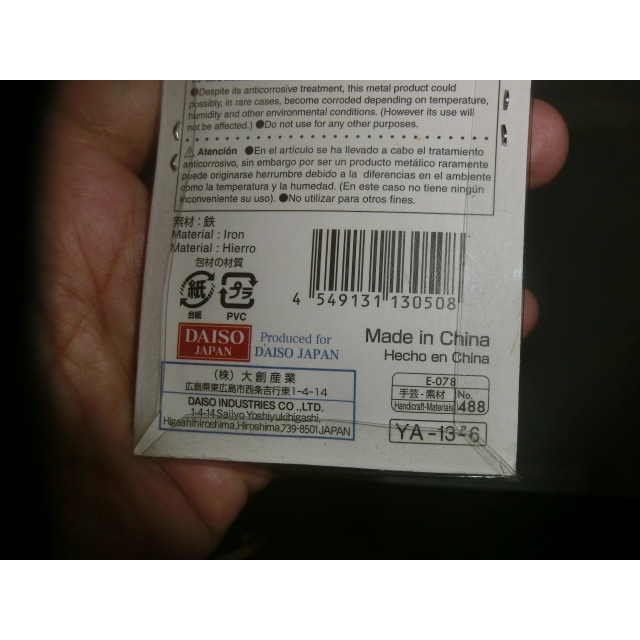 ●Despite its anticorrosive treatment, this metal product could
possibly, in rare cases, become corroded depending on temperature,
humidity and other environmental conditions. (However its use will
not be affected.) ●Do not use for any other purposes.
⚠ Atención ●En el artículo se ha llevado a cabo el tratamiento
anticorrosivo, sin embargo por ser un producto metálico raramente
puede originarse herrumbre debido a la diferencias en el ambiente
como la temperatura y la humedad. (En este caso no tiene ningún
inconveniente su uso). ●No utilizar para otros fines.
素材：鉄
Material : Iron
Material : Hierro
包材の材質
紙 プラ
台紙 PVC
4 549131 130508
DAISO
JAPAN
Produced for
DAISO JAPAN
Made in China
Hecho en China
(株) 大創産業
広島県東広島市西条吉行東1-4-14
DAISO INDUSTRIES CO.,LTD.
1-4-14 Saijyo Yoshiyukihigashi,
Higashihiroshima,Hiroshima,739-8501JAPAN
E-078
手芸-素材 No.
Handicraft-Materials 488
YA-13-P6